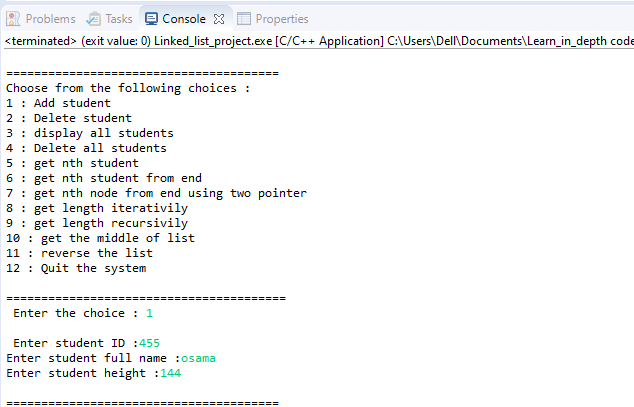 Problems Tasks Console Properties
<terminated> (exit value: 0) Linked_list_project.exe [C/C++ Application] C:\Users\Dell\Documents\Learn_in_depth code
=======================================
Choose from the following choices :
1 : Add student
2 : Delete student
3 : display all students
4 : Delete all students
5 : get nth student
6 : get nth student from end
7 : get nth node from end using two pointer
8 : get length iterativily
9 : get length recursivily
10 : get the middle of list
11 : reverse the list
12 : Quit the system
========================================
Enter the choice : 1
Enter student ID :455
Enter student full name :osama
Enter student height :144
=======================================